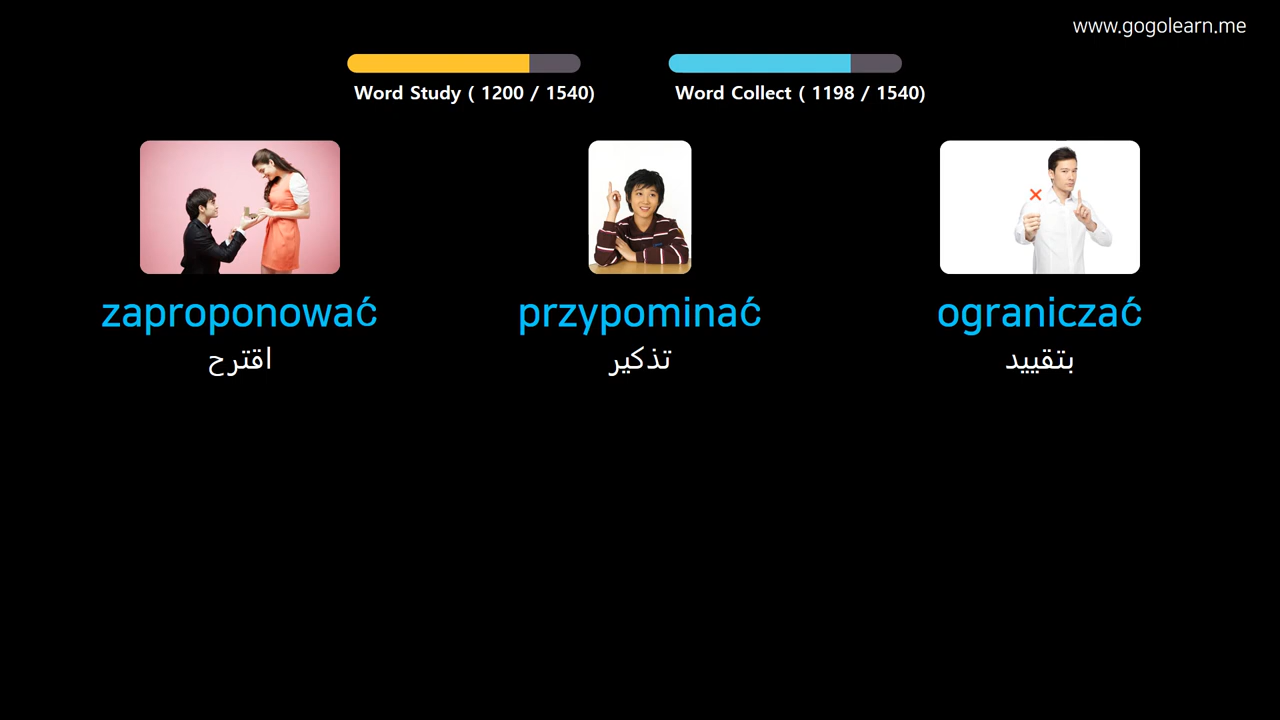 www.gogolearn.me
Word Study ( 1200 / 1540)
Word Collect ( 1198 / 1540)
zaproponować
przypominać
ograniczać
اقترح
تذكير
بتقييد